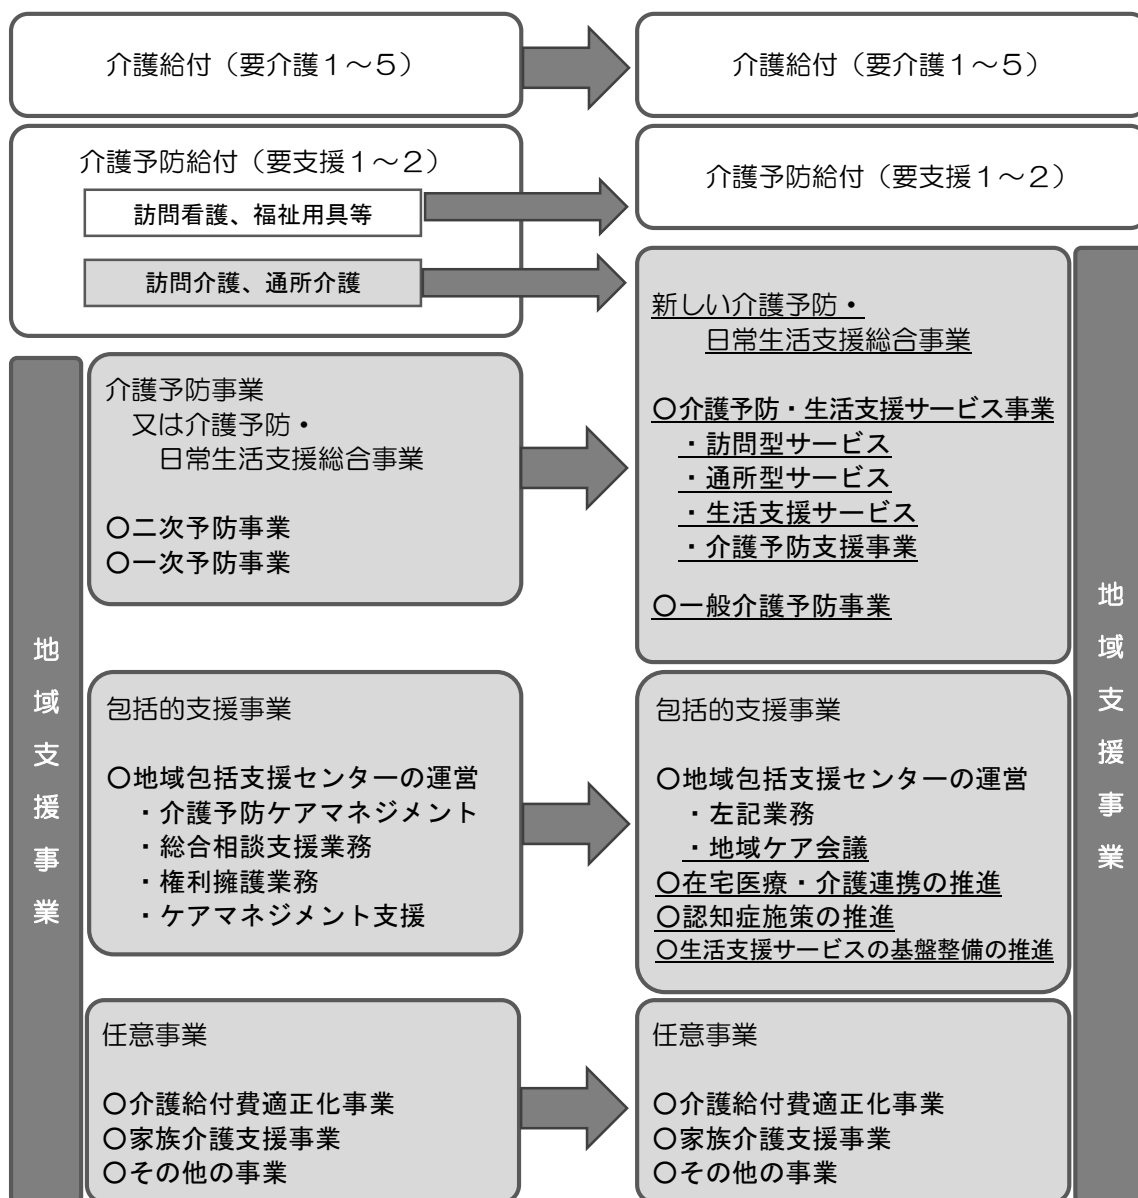 介護給付（要介護１～５）
介護給付（要介護１～５）
介護予防給付（要支援１～２）
訪問看護、福祉用具等
訪問介護、通所介護
介護予防給付（要支援１～２）
地域支援事業
介護予防事業
又は介護予防・
日常生活支援総合事業
○二次予防事業
○一次予防事業
新しい介護予防・
日常生活支援総合事業
○介護予防・生活支援サービス事業
・訪問型サービス
・通所型サービス
・生活支援サービス
・介護予防支援事業
○一般介護予防事業
地域支援事業
包括的支援事業
○地域包括支援センターの運営
・介護予防ケアマネジメント
・総合相談支援業務
・権利擁護業務
・ケアマネジメント支援
包括的支援事業
○地域包括支援センターの運営
・左記業務
・地域ケア会議
○在宅医療・介護連携の推進
○認知症施策の推進
○生活支援サービスの基盤整備の推進
任意事業
○介護給付費適正化事業
○家族介護支援事業
○その他の事業
任意事業
○介護給付費適正化事業
○家族介護支援事業
○その他の事業